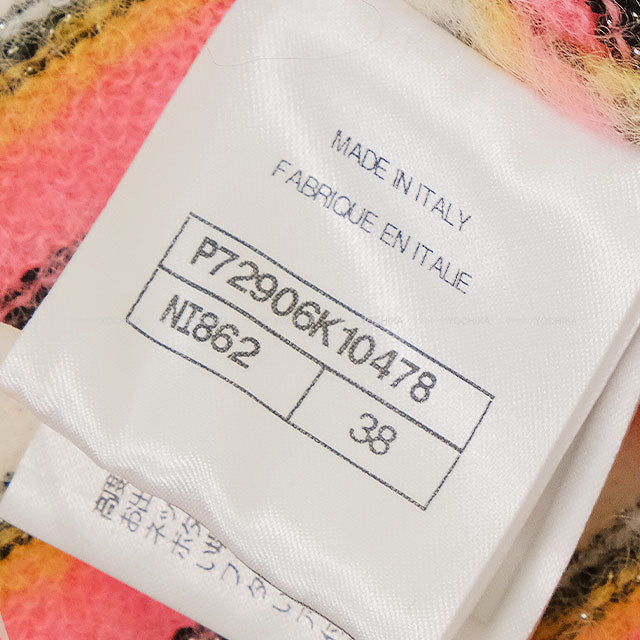 MADE IN ITALY
FABRIQUE EN ITALIE
P72906K10478
NI862
38